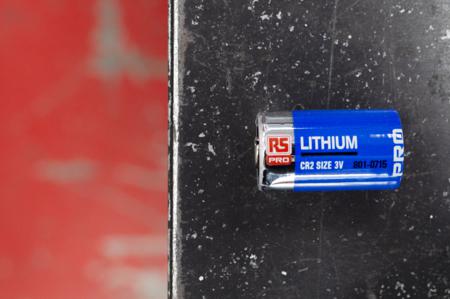 RS
PRO
LITHIUM
CR2 SIZE 3V 801-0715
PRO